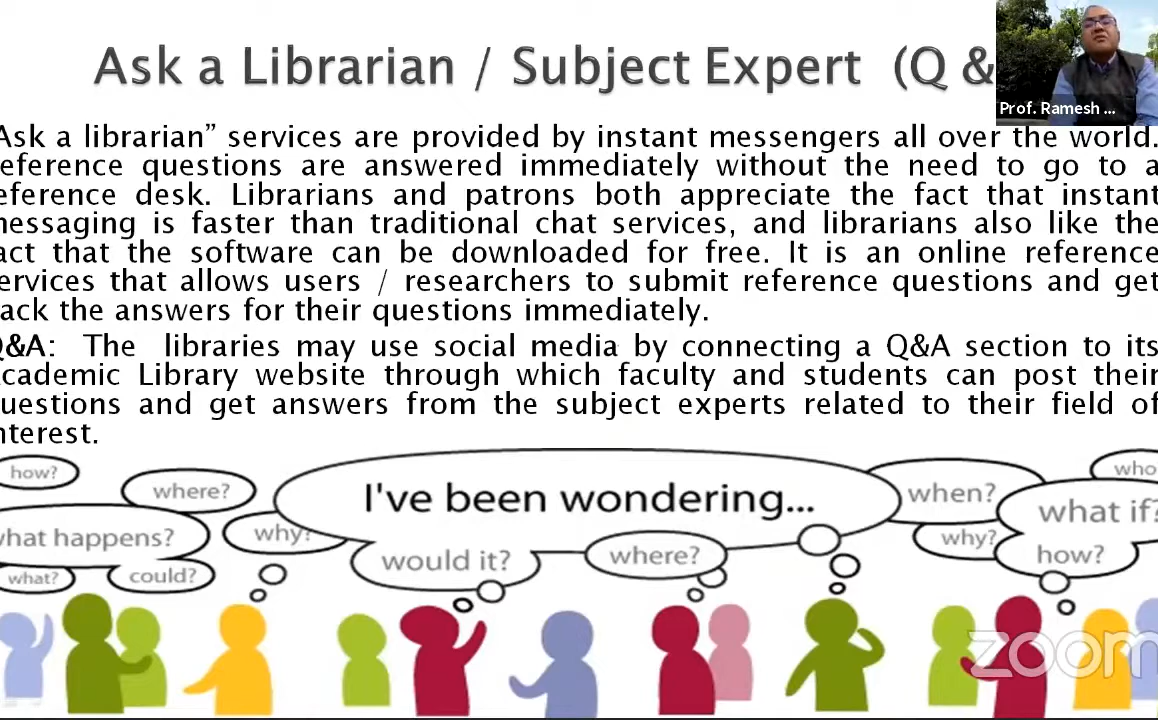 Ask a Librarian / Subject Expert (Q &
Prof. Ramesh ...
Ask a librarian” services are provided by instant messengers all over the world.
eference questions are answered immediately without the need to go to a
eference desk. Librarians and patrons both appreciate the fact that instant
nessaging is faster than traditional chat services, and librarians also like the
act that the software can be downloaded for free. It is an online reference
ervices that allows users / researchers to submit reference questions and get
ack the answers for their questions immediately.
Q&A: The libraries may use social media by connecting a Q&A section to its
cademic Library website through which faculty and students can post their
uestions and get answers from the subject experts related to their field of
nterest.
how?
where?
I've been wondering...
when?
who
what happens?
why?
would it?
where?
why?
what if?
how?
what?
could?
zoom